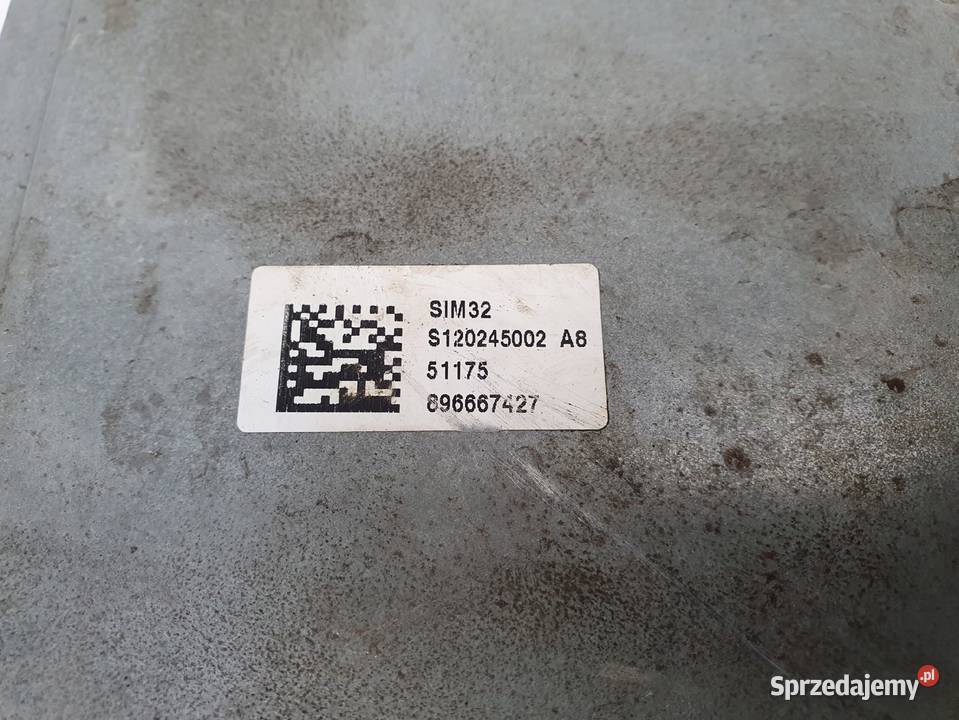 SIM32
S120245002 A8
51175
896667427
Sprzedajemy.pl